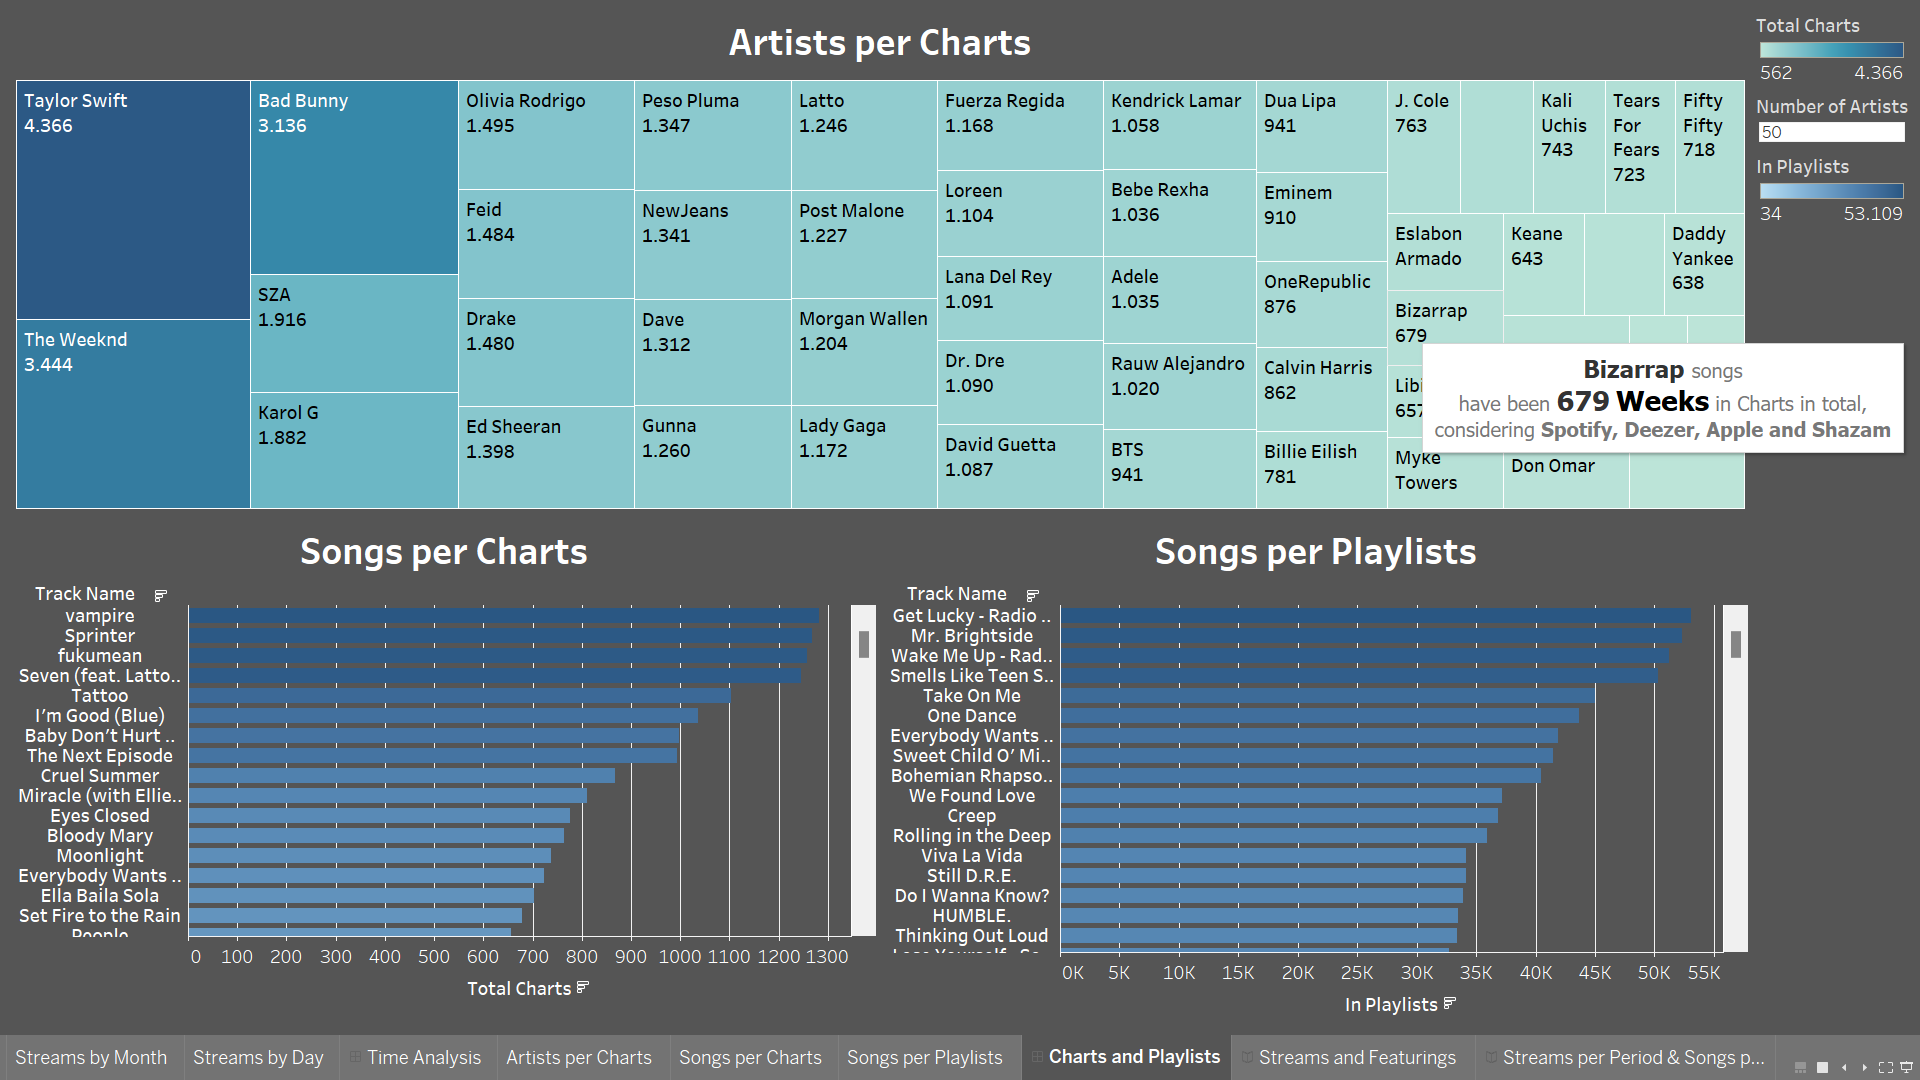 Artists per Charts
Taylor Swift
4.366
The Weeknd
3.444
Bad Bunny
3.136
SZA
1.916
Karol G
1.882
Olivia Rodrigo
1.495
Feid
1.484
Drake
1.480
Ed Sheeran
1.398
Peso Pluma
1.347
NewJeans
1.341
Dave
1.312
Gunna
1.260
Latto
1.246
Post Malone
1.227
Morgan Wallen
1.204
Lady Gaga
1.172
Fuerza Regida
1.168
Loreen
1.104
Lana Del Rey
1.091
Dr. Dre
1.090
David Guetta
1.087
Kendrick Lamar
1.058
Bebe Rexha
1.036
Adele
1.035
Rauw Alejandro
1.020
BTS
941
Dua Lipa
941
Eminem
910
OneRepublic
876
Calvin Harris
862
Billie Eilish
781
J. Cole
763
Kali
Uchis
743
Tears
For
Fears
723
Fifty
Fifty
718
Eslabon
Armado
Bizarrap
679
Keane
643
Daddy
Yankee
638
Myke
Towers
Don Omar
Bizarrap songs
have been 679 Weeks in Charts in total,
considering Spotify, Deezer, Apple and Shazam
Total Charts
562 4.366
Number of Artists
50
In Playlists
34 53.109
Songs per Charts
Track Name
vampire
Sprinter
fukumean
Seven (feat. Latto..
Tattoo
I'm Good (Blue)
Baby Don't Hurt ..
The Next Episode
Cruel Summer
Miracle (with Ellie..
Eyes Closed
Bloody Mary
Moonlight
Everybody Wants ..
Ella Baila Sola
Set Fire to the Rain
People
0 100 200 300 400 500 600 700 800 900 1000 1100 1200 1300
Total Charts
Songs per Playlists
Track Name
Get Lucky - Radio ..
Mr. Brightside
Wake Me Up - Rad..
Smells Like Teen S..
Take On Me
One Dance
Everybody Wants ..
Sweet Child O' Mi..
Bohemian Rhapso..
We Found Love
Creep
Rolling in the Deep
Viva La Vida
Still D.R.E.
Do I Wanna Know?
HUMBLE.
Thinking Out Loud
0K 5K 10K 15K 20K 25K 30K 35K 40K 45K 50K 55K
In Playlists
Streams by Month
Streams by Day
Time Analysis
Artists per Charts
Songs per Charts
Songs per Playlists
Charts and Playlists
Streams and Featurings
Streams per Period & Songs p...